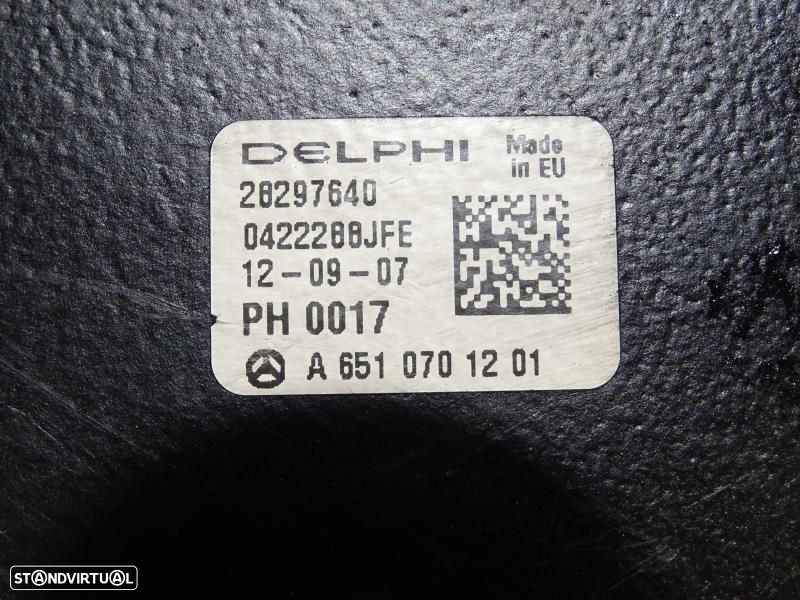 DELPHI
Made
in EU
28297640
0422288JFE
12-09-07
PH 0017
A 651 070 12 01
STANDVIRTUAL